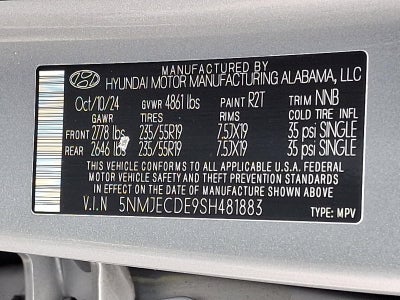 MANUFACTURED BY
HYUNDAI MOTOR MANUFACTURING ALABAMA, LLC
Oct/10/24 GVWR 4861 lbs PAINT R2T TRIM NNB
GAWR TIRES RIMS COLD TIRE INFL
FRONT 2778 lbs 235/55R19 7.5JX19 35 psi SINGLE
REAR 2646 lbs 235/55R19 7.5JX19 35 psi SINGLE
THIS VEHICLE CONFORMS TO ALL APPLICABLE U.S.A. FEDERAL
MOTOR VEHICLE SAFETY AND THEFT PREVENTION STANDARDS
IN EFFECT ON THE DATE OF MANUFACTURE SHOWN ABOVE.
V.I.N 5NMJECDE9SH481883 TYPE: MPV